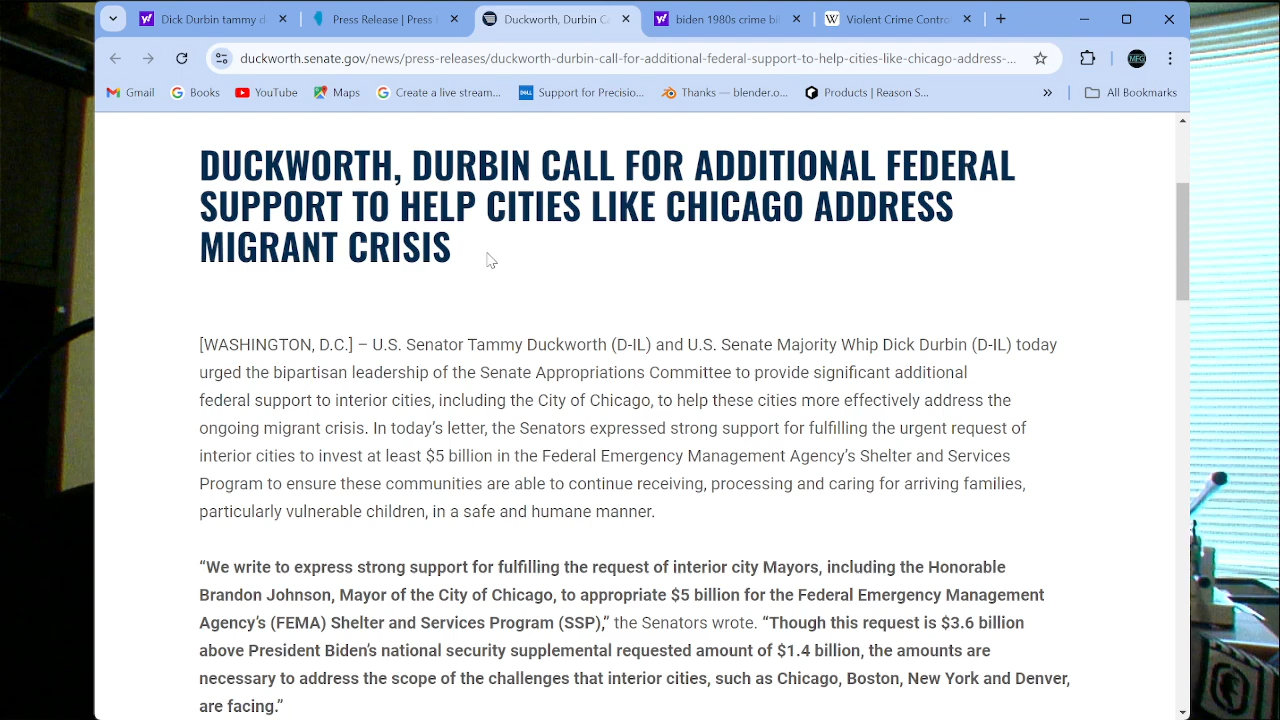 Dick Durbin tammy d
Press Release | Press
Duckworth, Durbin Ca
biden 1980s crime bi
Violent Crime Contro
duckworth.senate.gov/news/press-releases/duckworth-durbin-call-for-additional-federal-support-to-help-cities-like-chicago-address-...
MFG
Gmail
Books
YouTube
Maps
Create a live stream...
DELL
Support for Precisio...
Thanks — blender.o...
Products | Reason S...
All Bookmarks
DUCKWORTH, DURBIN CALL FOR ADDITIONAL FEDERAL
SUPPORT TO HELP CITIES LIKE CHICAGO ADDRESS
MIGRANT CRISIS
[WASHINGTON, D.C.] – U.S. Senator Tammy Duckworth (D-IL) and U.S. Senate Majority Whip Dick Durbin (D-IL) today
urged the bipartisan leadership of the Senate Appropriations Committee to provide significant additional
federal support to interior cities, including the City of Chicago, to help these cities more effectively address the
ongoing migrant crisis. In today's letter, the Senators expressed strong support for fulfilling the urgent request of
interior cities to invest at least $5 billion in the Federal Emergency Management Agency's Shelter and Services
Program to ensure these communities are able to continue receiving, processing and caring for arriving families,
particularly vulnerable children, in a safe and humane manner.
“We write to express strong support for fulfilling the request of interior city Mayors, including the Honorable
Brandon Johnson, Mayor of the City of Chicago, to appropriate $5 billion for the Federal Emergency Management
Agency’s (FEMA) Shelter and Services Program (SSP),” the Senators wrote. “Though this request is $3.6 billion
above President Biden’s national security supplemental requested amount of $1.4 billion, the amounts are
necessary to address the scope of the challenges that interior cities, such as Chicago, Boston, New York and Denver,
are facing.”